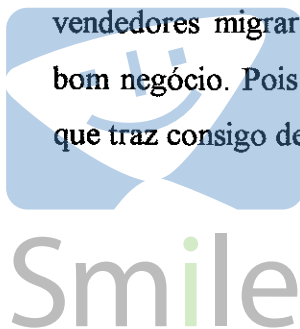 vendedores migrar
bom negócio. Pois
que traz consigo de
Smile